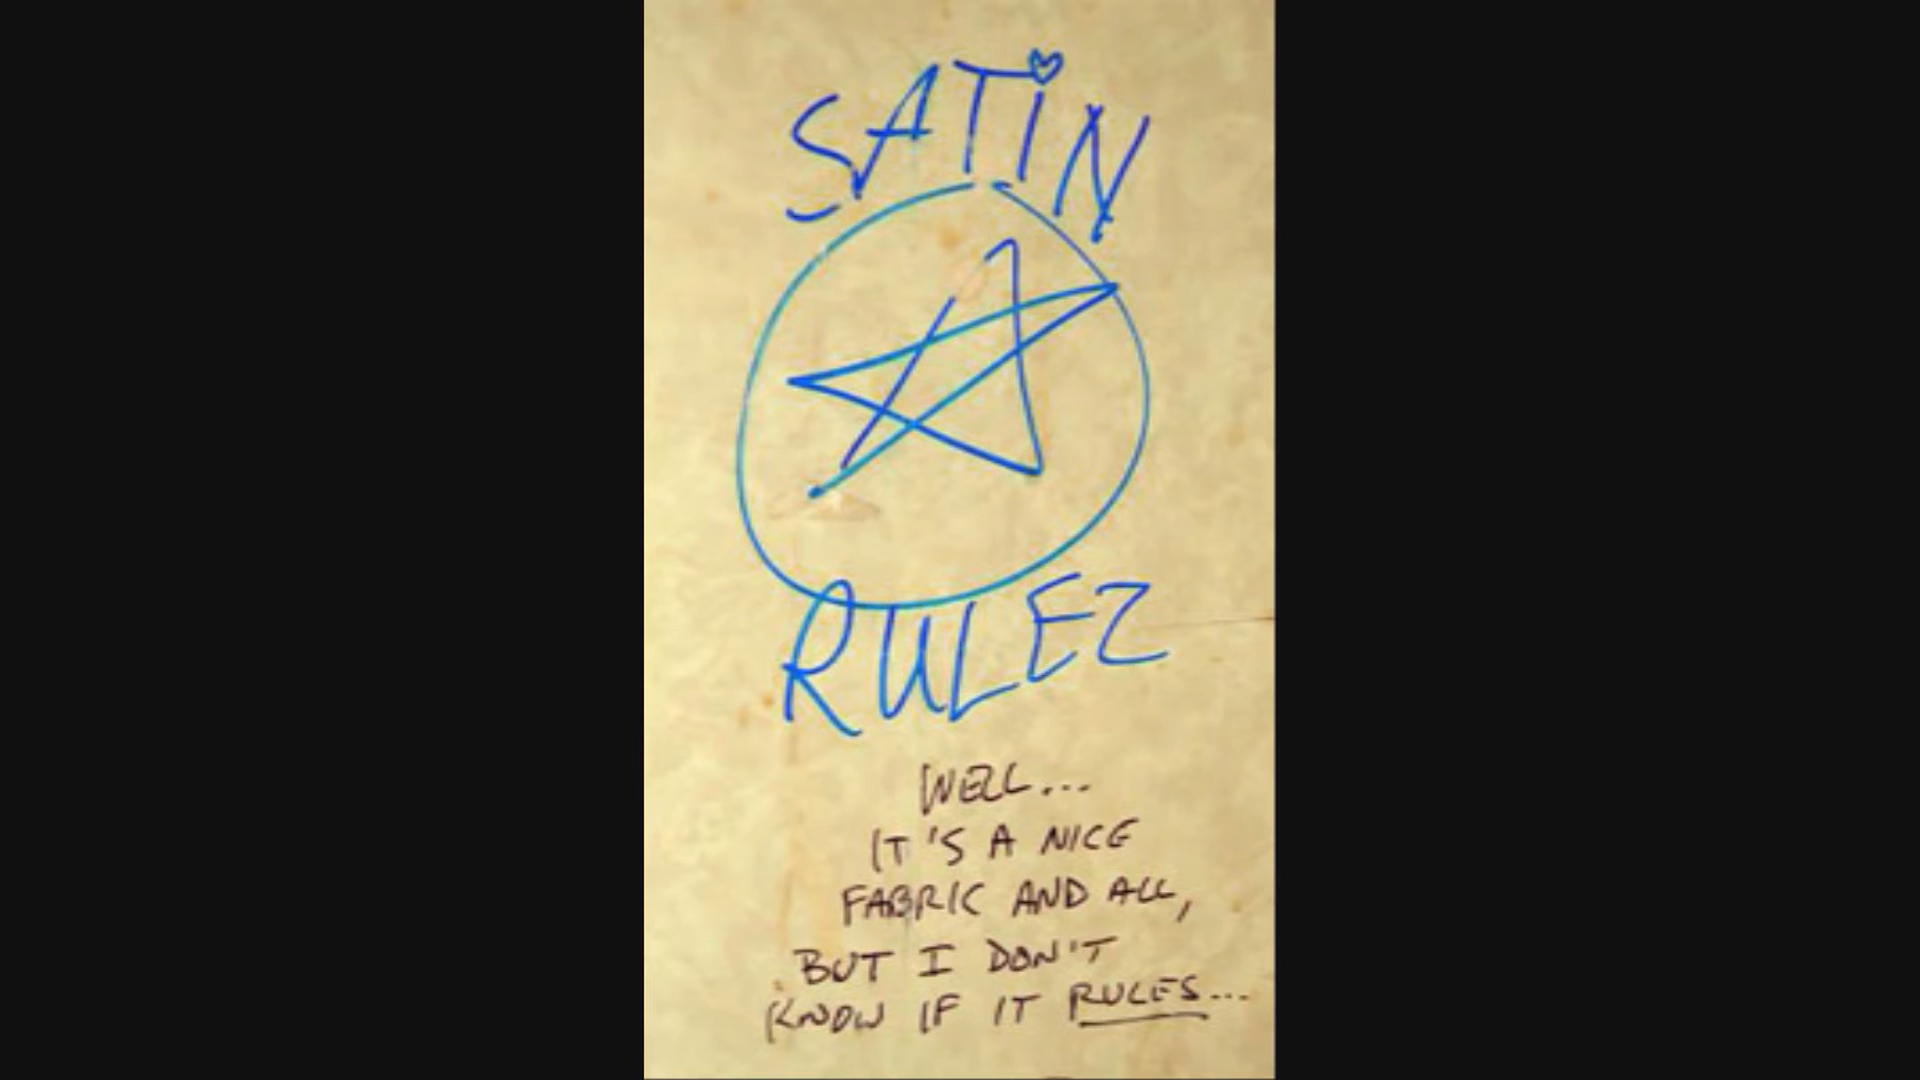 SATiN
RULEZ
WELL...
IT'S A NICE
FABRIC AND ALL,
BUT I DON'T
KNOW IF IT RULES...